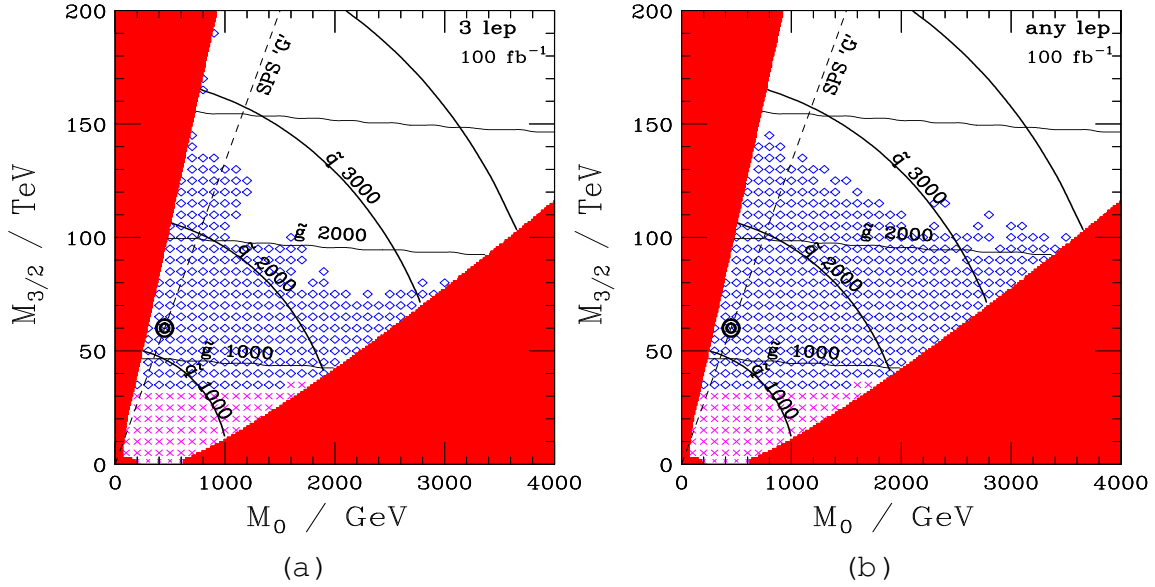 3 lep
100 fb⁻¹
SPS 'G'
q̃ 3000
g̃ 2000
q̃ 2000
g̃ 1000
q̃ 1000
200
150
100
50
0
M₃/₂ / TeV
0 1000 2000 3000 4000
M₀ / GeV
(a)
any lep
100 fb⁻¹
SPS 'G'
q̃ 3000
g̃ 2000
q̃ 2000
g̃ 1000
q̃ 1000
200
150
100
50
0
M₃/₂ / TeV
0 1000 2000 3000 4000
M₀ / GeV
(b)